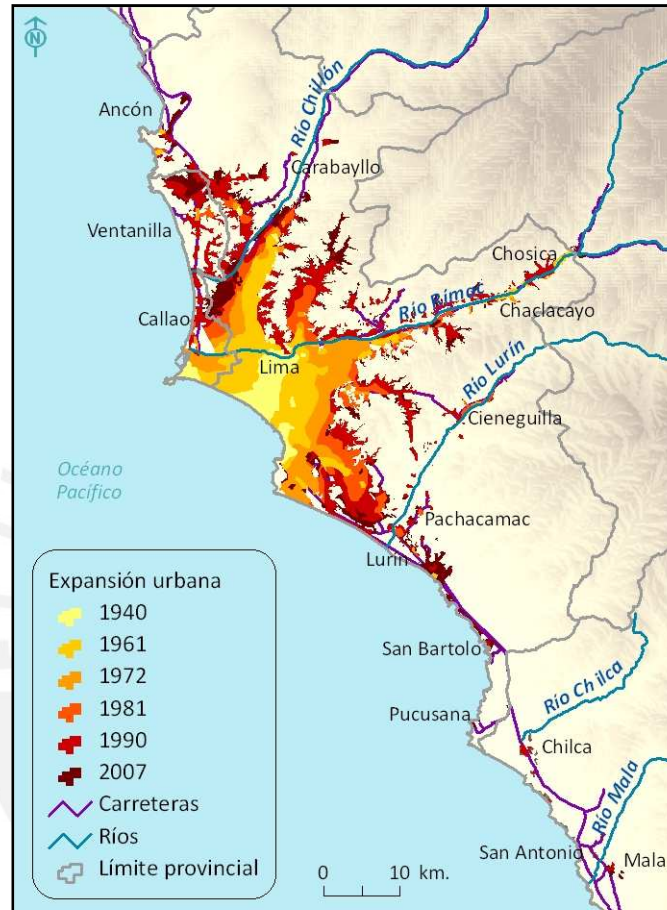 N
Ancón
Río Chillón
Carabayllo
Ventanilla
Chosica
Río Rímac
Chaclacayo
Callao
Lima
Río Lurín
Cieneguilla
Océano
Pacífico
Pachacamac
Lurín
San Bartolo
Río Chilca
Pucusana
Chilca
Río Mala
San Antonio
Mala
Expansión urbana
1940
1961
1972
1981
1990
2007
Carreteras
Ríos
Límite provincial
0 10 km.